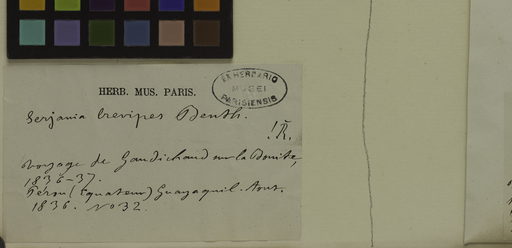 HERB. MUS. PARIS.
EX HERBARIO
MUSEI
PARISIENSIS
Serjania brevipes Benth.
! R.
Voyage de Gaudichaud sur la Bonite,
1836-37.
Pérou (Equateur) Guayaquil. Aout.
1836. No 32.